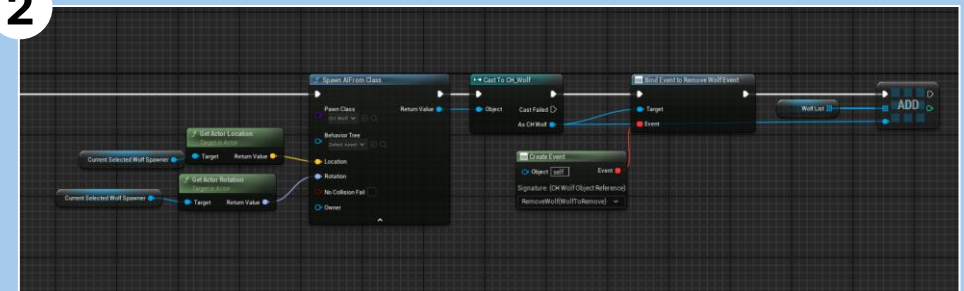 2
Spawn AIFrom Class
Cast To CH_Wolf
Bind Event to Remove Wolf Event
Pawn Class
Return Value
CH Wolf
Object
Cast Failed
Target
Wolf List
ADD
As CH Wolf
Event
Behavior Tree
Select Asset
Get Actor Location
Target is Actor
Current Selected Wolf Spawner
Target
Return Value
Location
Create Event
Rotation
Object
self
Event
Get Actor Rotation
Target is Actor
No Collision Fail
Signature: (CH Wolf Object Reference)
Current Selected Wolf Spawner
Target
Return Value
Owner
RemoveWolf(WolfToRemove)